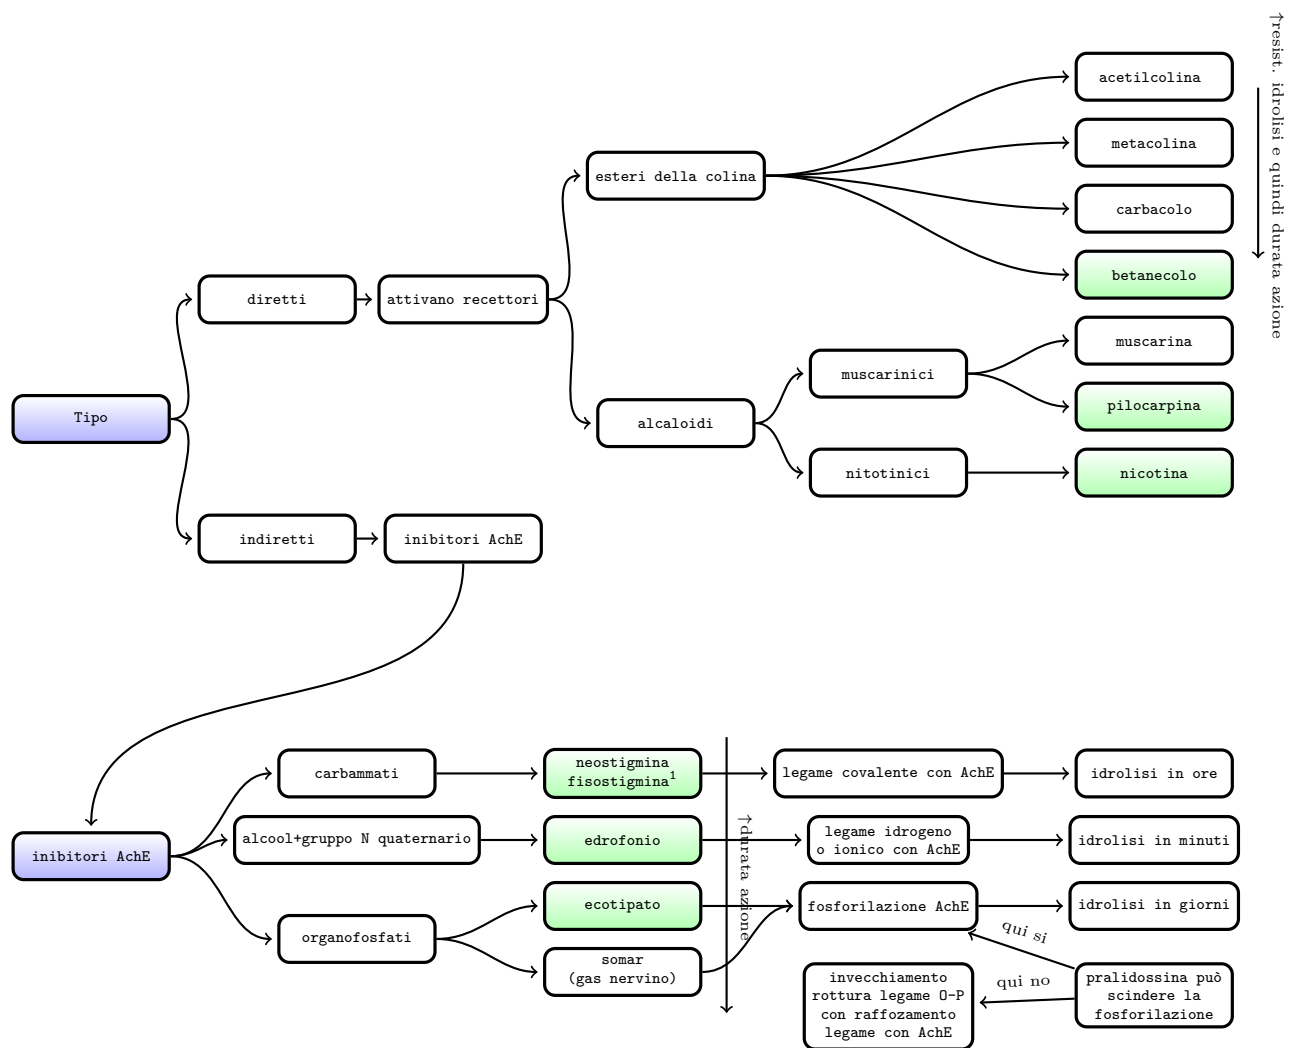 Tipo
diretti
attivano recettori
esteri della colina
acetilcolina
metacolina
carbacolo
betanecolo
↑resist. idrolisi e quindi durata azione
alcaloidi
muscarinici
muscarina
pilocarpina
nitotinici
nicotina
indiretti
inibitori AchE
inibitori AchE
carbammati
neostigmina
fisostigmina¹
legame covalente con AchE
idrolisi in ore
alcool+gruppo N quaternario
edrofonio
legame idrogeno
o ionico con AchE
idrolisi in minuti
organofosfati
ecotipato
somar
(gas nervino)
↑durata azione
fosforilazione AchE
idrolisi in giorni
qui si
qui no
invecchiamento
rottura legame O-P
con raffozamento
legame con AchE
pralidossina può
scindere la
fosforilazione